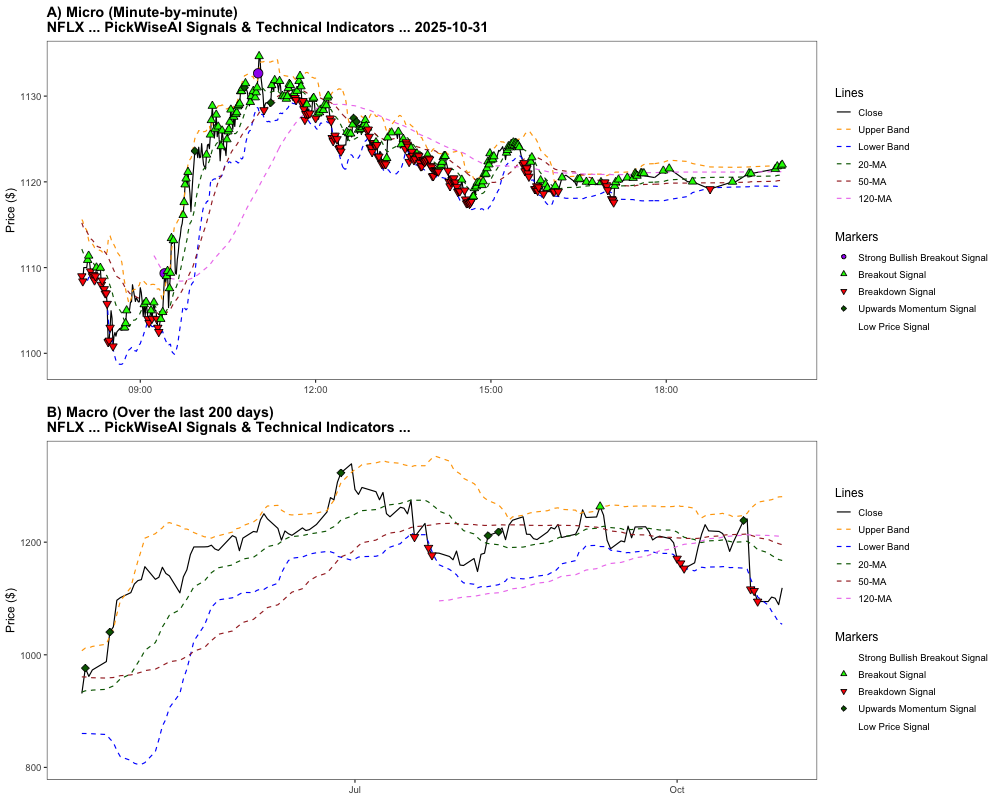 A) Micro (Minute-by-minute)
NFLX ... PickWiseAI Signals & Technical Indicators ... 2025-10-31
Price ($)
1130
1120
1110
1100
09:00
12:00
15:00
18:00
Lines
Close
Upper Band
Lower Band
20-MA
50-MA
120-MA
Markers
Strong Bullish Breakout Signal
Breakout Signal
Breakdown Signal
Upwards Momentum Signal
Low Price Signal
B) Macro (Over the last 200 days)
NFLX ... PickWiseAI Signals & Technical Indicators ...
Price ($)
1200
1000
800
Jul
Oct
Lines
Close
Upper Band
Lower Band
20-MA
50-MA
120-MA
Markers
Strong Bullish Breakout Signal
Breakout Signal
Breakdown Signal
Upwards Momentum Signal
Low Price Signal